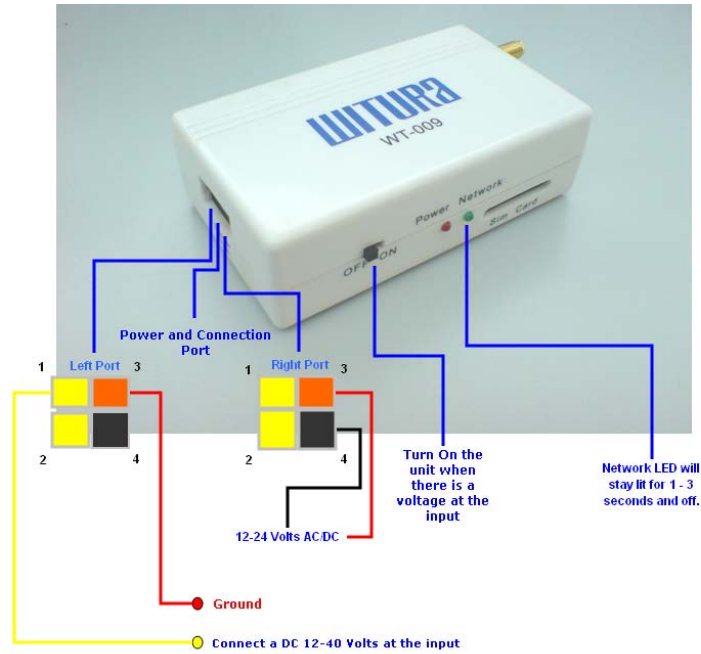 WITURA
WT-009
Power Network
Sim Card
OFF ON
Power and Connection
Port
1 Left Port 3
2 4
1 Right Port 3
2 4
12-24 Volts AC/DC
Turn On the
unit when
there is a
voltage at the
input
Network LED will
stay lit for 1 - 3
seconds and off.
Ground
Connect a DC 12-40 Volts at the input